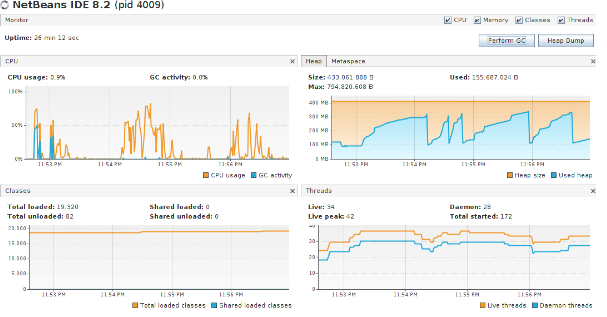 NetBeans IDE 8.2 (pid 4009)
Monitor
CPU Memory Classes Threads
Uptime: 26 min 12 sec
Perform GC Heap Dump
CPU
CPU usage: 0.9% GC activity: 0.0%
100%
50%
0%
11:53 PM 11:54 PM 11:55 PM 11:56 PM
CPU usage GC activity
Heap Metaspace
Size: 433.061.888 B Used: 155.687.024 B
Max: 794.820.608 B
400 MB
300 MB
200 MB
100 MB
0 MB
11:53 PM 11:54 PM 11:55 PM 11:56 PM
Heap size Used heap
Classes
Total loaded: 19.320 Shared loaded: 0
Total unloaded: 82 Shared unloaded: 0
20.000
15.000
10.000
5.000
0
11:53 PM 11:54 PM 11:55 PM 11:56 PM
Total loaded classes Shared loaded classes
Threads
Live: 34 Daemon: 28
Live peak: 42 Total started: 172
40
30
20
10
0
11:53 PM 11:54 PM 11:55 PM 11:56 PM
Live threads Daemon threads